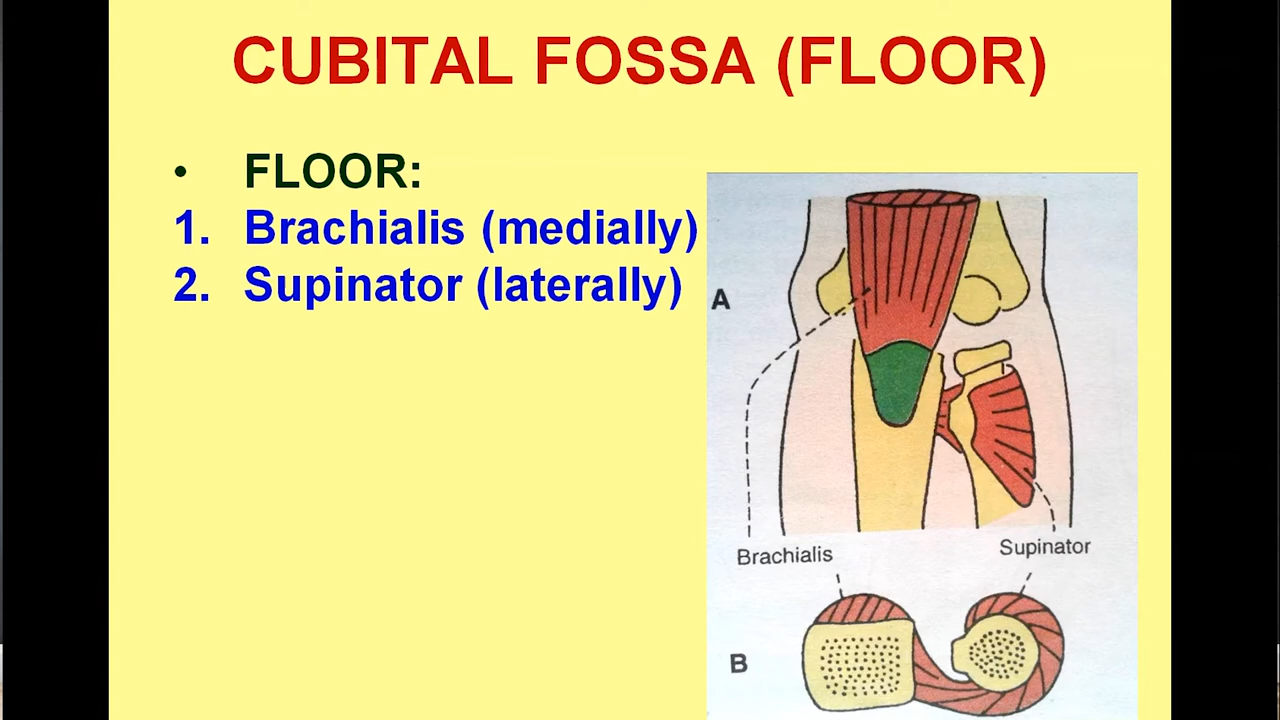 CUBITAL FOSSA (FLOOR)
• FLOOR:
1. Brachialis (medially)
2. Supinator (laterally)
A
Brachialis
Supinator
B